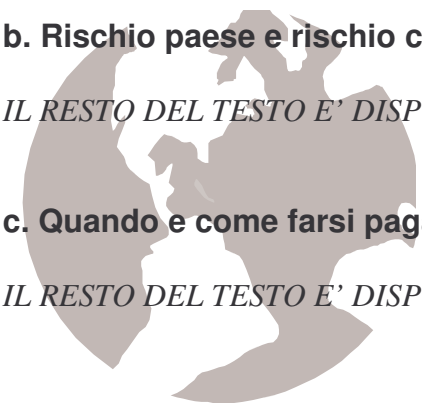 b. Rischio paese e rischio c
IL RESTO DEL TESTO E’ DISP
c. Quando e come farsi pag
IL RESTO DEL TESTO E’ DISP